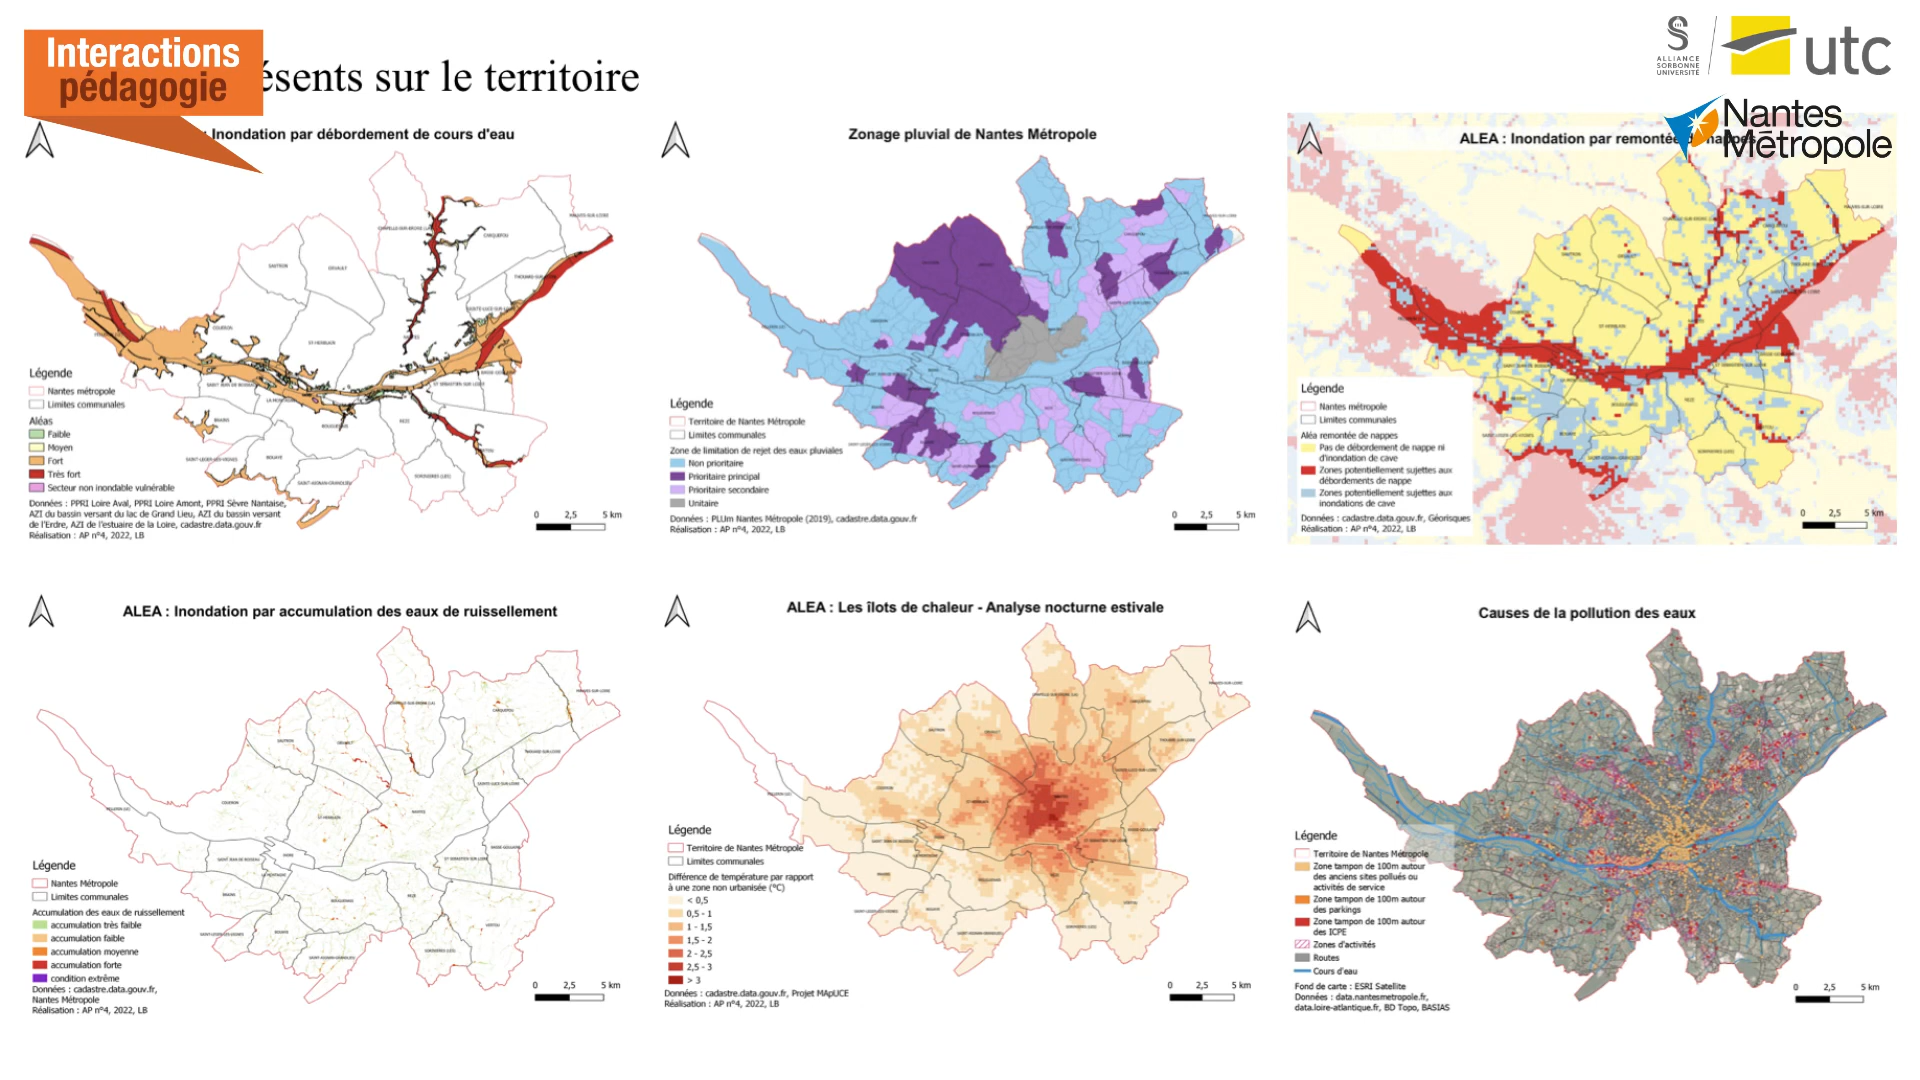 Interactions
pédagogie
ésents sur le territoire
S
ALLIANCE
SORBONNE
UNIVERSITÉ
utc
Nantes
Métropole
: Inondation par débordement de cours d'eau
Légende
Nantes métropole
Limites communales
Aléas
Faible
Moyen
Fort
Très fort
Secteur non inondable vulnérable
Données : PPRI Loire Aval, PPRI Loire Amont, PPRI Sèvre Nantaise,
AZI du bassin versant du lac de Grand Lieu, AZI du bassin versant
de l'Erdre, AZI de l'estuaire de la Loire, cadastre.data.gouv.fr
Réalisation : AP n°4, 2022, LB
0 2,5 5 km
Zonage pluvial de Nantes Métropole
Légende
Territoire de Nantes Métropole
Limites communales
Zone de limitation de rejet des eaux pluviales
Non prioritaire
Prioritaire principal
Prioritaire secondaire
Unitaire
Données : PLUm Nantes Métropole (2019), cadastre.data.gouv.fr
Réalisation : AP n°4, 2022, LB
0 2,5 5 km
ALEA : Inondation par remontée de nappes
Légende
Nantes métropole
Limites communales
Aléa remontée de nappes
Pas de débordement de nappe ni
d'inondation de cave
Zones potentiellement sujettes aux
débordements de nappe
Zones potentiellement sujettes aux
inondations de cave
Données : cadastre.data.gouv.fr, Géorisques
Réalisation : AP n°4, 2022, LB
0 2,5 5 km
ALEA : Inondation par accumulation des eaux de ruissellement
Légende
Nantes Métropole
Limites communales
Accumulation des eaux de ruissellement
accumulation très faible
accumulation faible
accumulation moyenne
accumulation forte
condition extrême
Données : cadastre.data.gouv.fr,
Nantes Métropole
Réalisation : AP n°4, 2022, LB
0 2,5 5 km
ALEA : Les îlots de chaleur - Analyse nocturne estivale
Légende
Territoire de Nantes Métropole
Limites communales
Différence de température par rapport
à une zone non urbanisée (°C)
< 0,5
0,5 - 1
1 - 1,5
1,5 - 2
2 - 2,5
2,5 - 3
> 3
Données : cadastre.data.gouv.fr, Projet MApUCE
Réalisation : AP n°4, 2022, LB
0 2,5 5 km
Causes de la pollution des eaux
Légende
Territoire de Nantes Métropole
Zone tampon de 100m autour
des anciens sites pollués ou
activités de service
Zone tampon de 100m autour
des parkings
Zone tampon de 100m autour
des ICPE
Zones d'activités
Routes
Cours d'eau
Fond de carte : ESRI Satellite
Données : data.nantesmetropole.fr,
data.loire-atlantique.fr, BD Topo, BASIAS
0 2,5 5 km